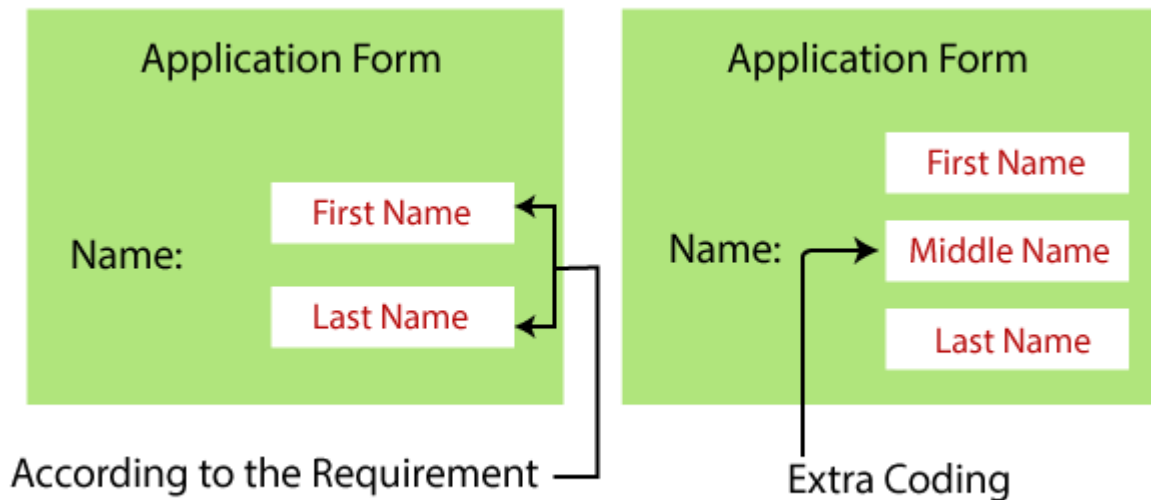 Application Form
First Name
Name:
Last Name
According to the Requirement
Application Form
First Name
Name:
Middle Name
Last Name
Extra Coding